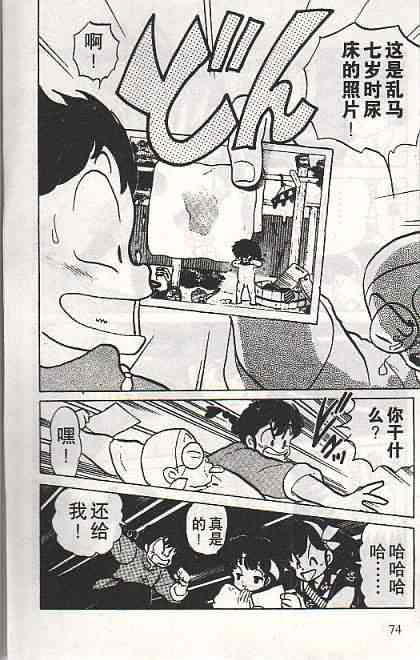 这是乱马
七岁时尿
床的照片！
どーん
啊！
你干什
么？
嘿！
哈哈哈
哈……
真是
的！
还给
我！
74